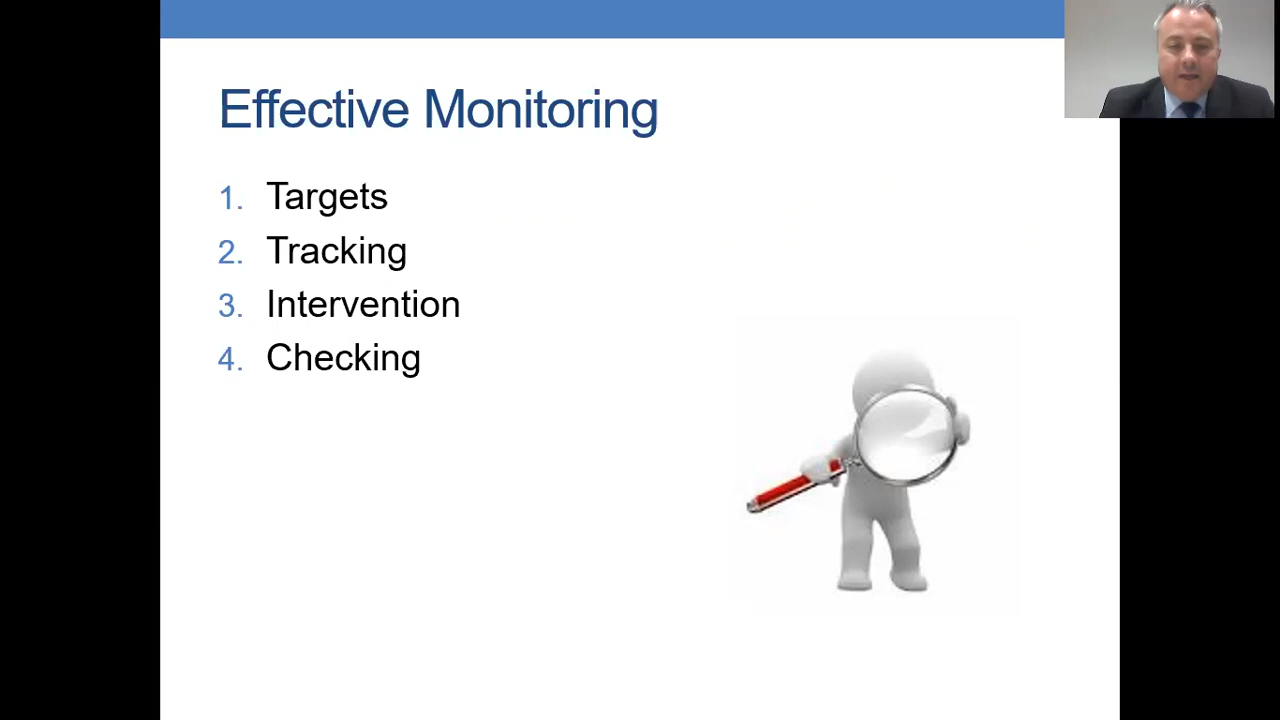 Effective Monitoring
1. Targets
2. Tracking
3. Intervention
4. Checking